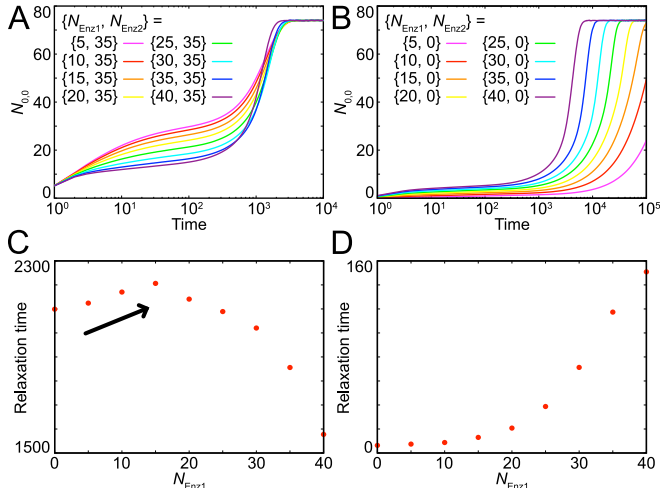 A
{N_Enz1, N_Enz2} =
{5, 35} {25, 35}
{10, 35} {30, 35}
{15, 35} {35, 35}
{20, 35} {40, 35}
80
60
40
20
0
N_0,0
10^0 10^1 10^2 10^3 10^4
Time
B
{N_Enz1, N_Enz2} =
{5, 0} {25, 0}
{10, 0} {30, 0}
{15, 0} {35, 0}
{20, 0} {40, 0}
80
60
40
20
0
N_0,0
10^0 10^1 10^2 10^3 10^4 10^5
Time
C
2300
1500
Relaxation time
0 10 20 30 40
N_Enz1
D
160
0
Relaxation time
0 10 20 30 40
N_Enz1